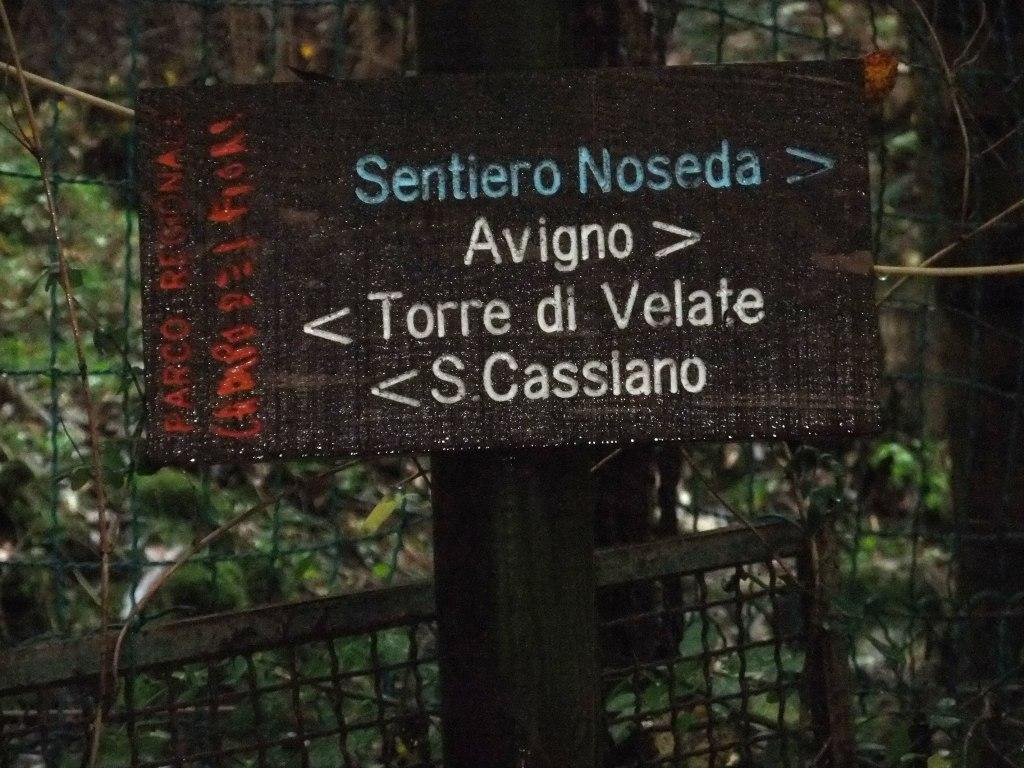 PARCO REGIONALE
CAMPO DEI FIORI
Sentiero Noseda >
Avigno >
< Torre di Velate
< S. Cassiano